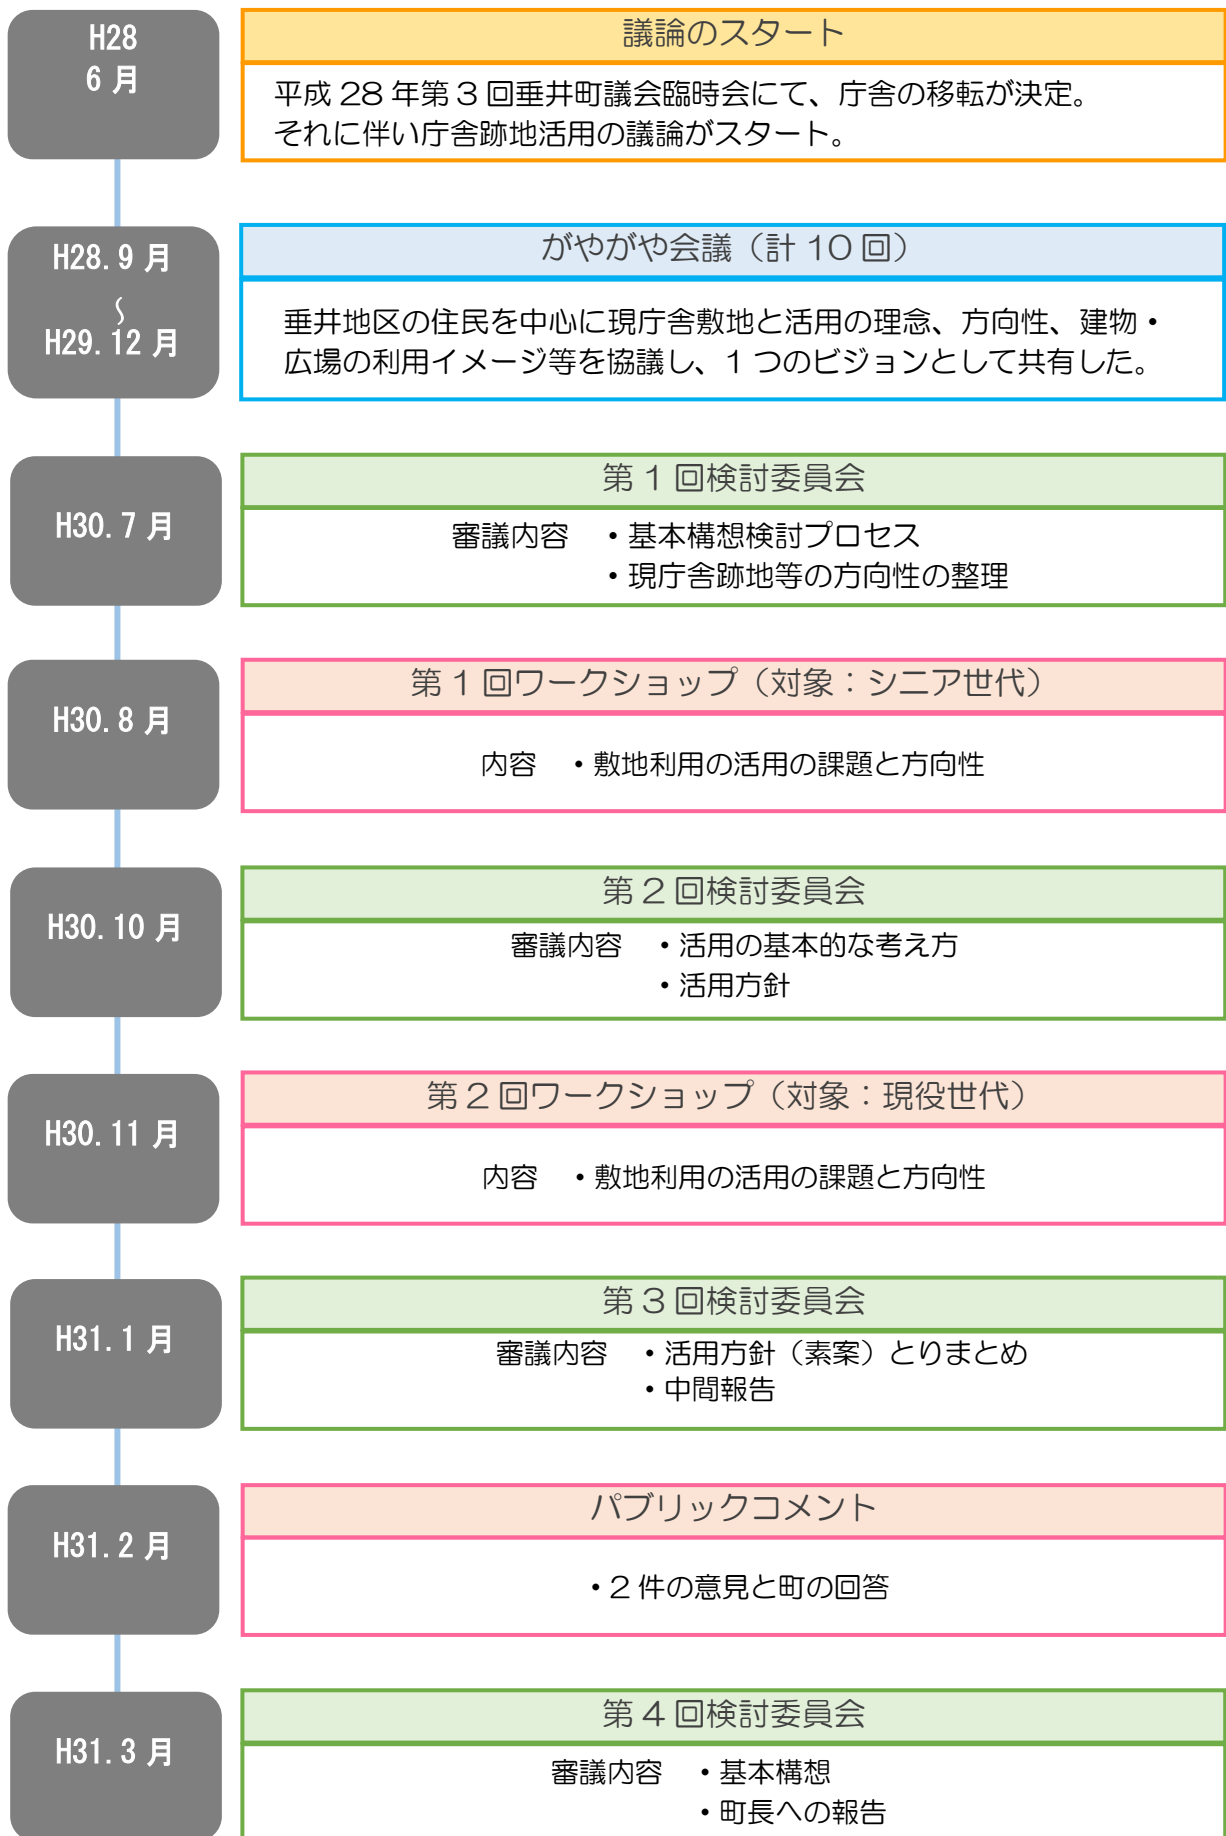 H28
6月
議論のスタート
平成28年第3回垂井町議会臨時会にて、庁舎の移転が決定。
それに伴い庁舎跡地活用の議論がスタート。
H28.9月
～
H29.12月
がやがや会議（計10回）
垂井地区の住民を中心に現庁舎敷地と活用の理念、方向性、建物・
広場の利用イメージ等を協議し、1つのビジョンとして共有した。
H30.7月
第1回検討委員会
審議内容　・基本構想検討プロセス
・現庁舎跡地等の方向性の整理
H30.8月
第1回ワークショップ（対象：シニア世代）
内容　・敷地利用の活用の課題と方向性
H30.10月
第2回検討委員会
審議内容　・活用の基本的な考え方
・活用方針
H30.11月
第2回ワークショップ（対象：現役世代）
内容　・敷地利用の活用の課題と方向性
H31.1月
第3回検討委員会
審議内容　・活用方針（素案）とりまとめ
・中間報告
H31.2月
パブリックコメント
・2件の意見と町の回答
H31.3月
第4回検討委員会
審議内容　・基本構想
・町長への報告